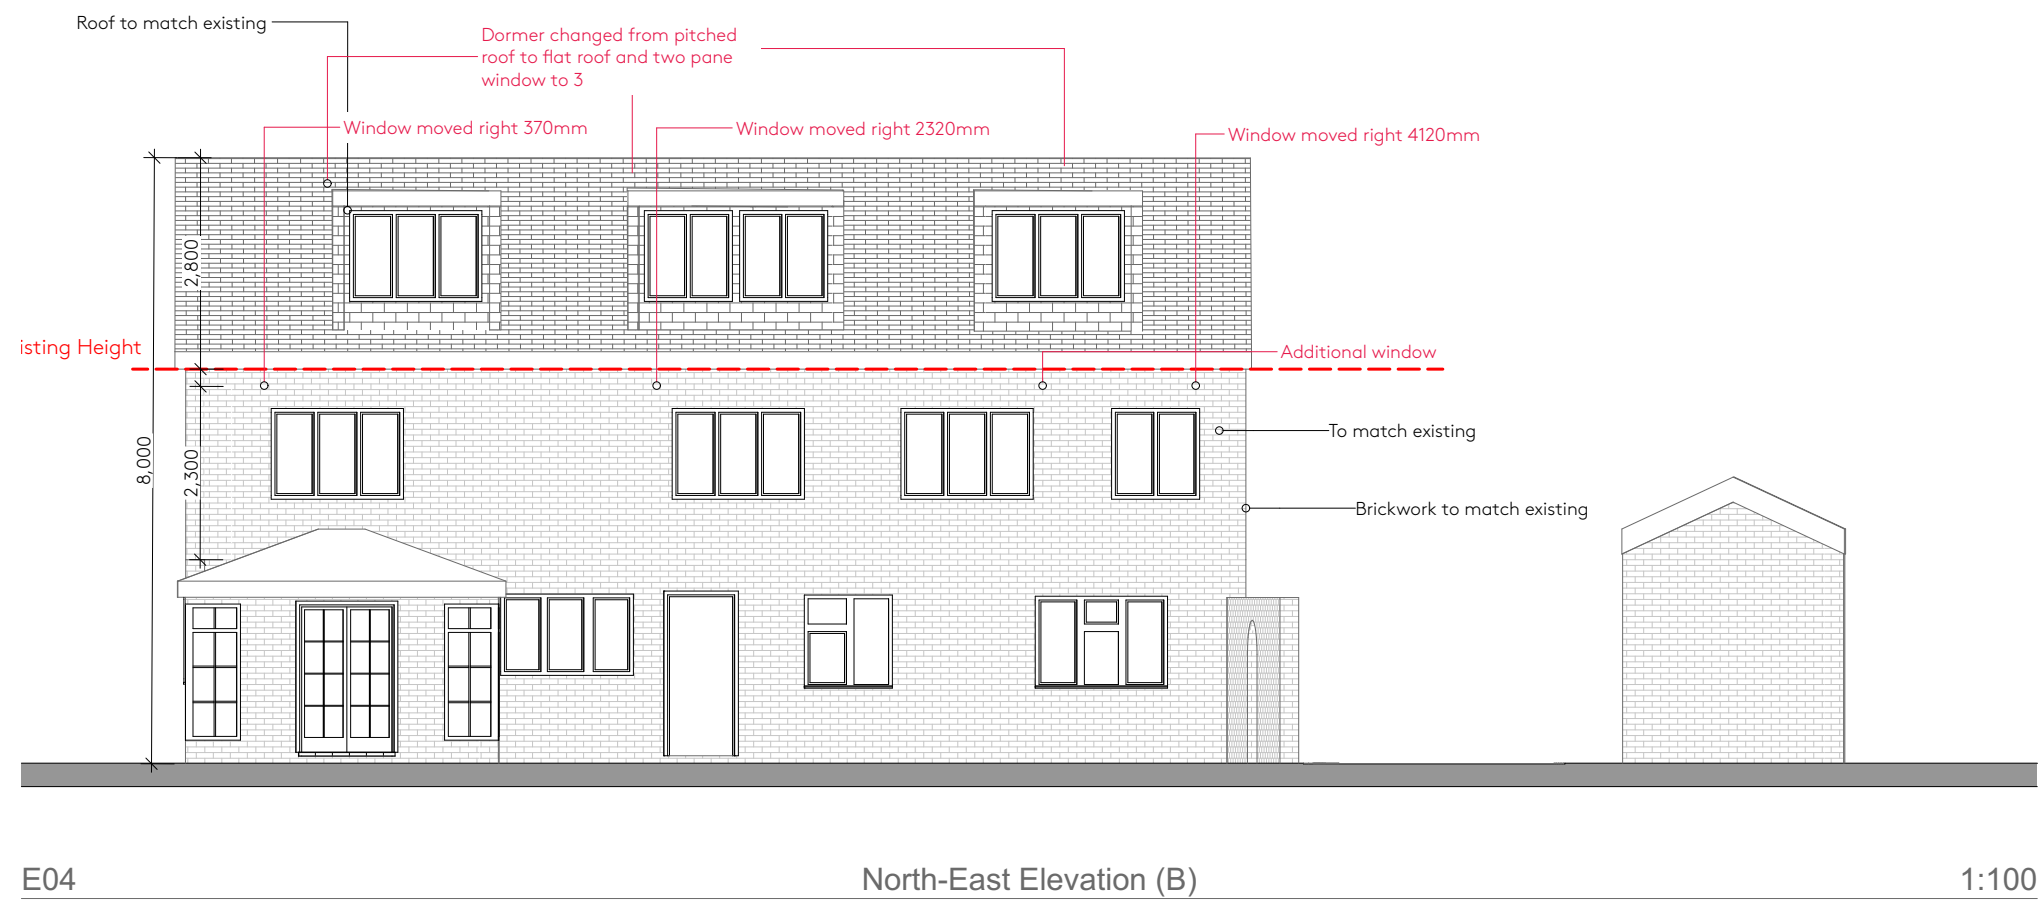 Roof to match existing
Dormer changed from pitched
roof to flat roof and two pane
window to 3
Window moved right 370mm
Window moved right 2320mm
Window moved right 4120mm
2,800
isting Height
Additional window
To match existing
8,000
2,300
Brickwork to match existing
E04
North-East Elevation (B)
1:100